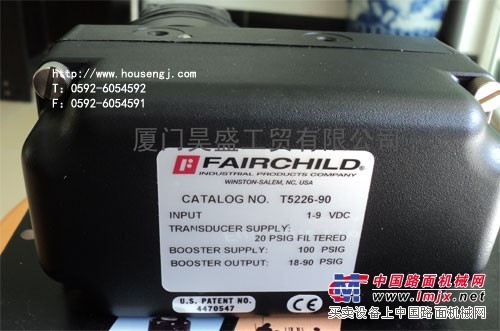 www.housengj.com
T：0592-6054592
F：0592-6054591
厦门昊盛工贸有限公司
FAIRCHILD
INDUSTRIAL PRODUCTS COMPANY
WINSTON-SALEM, NC, USA
CATALOG NO. T5226-90
INPUT 1-9 VDC
TRANSDUCER SUPPLY:
20 PSIG FILTERED
BOOSTER SUPPLY: 100 PSIG
BOOSTER OUTPUT: 18-90 PSIG
U.S. PATENT NO.
4470547
CE
中国路面机械网
www.lmjx.net
买卖设备上中国路面机械网